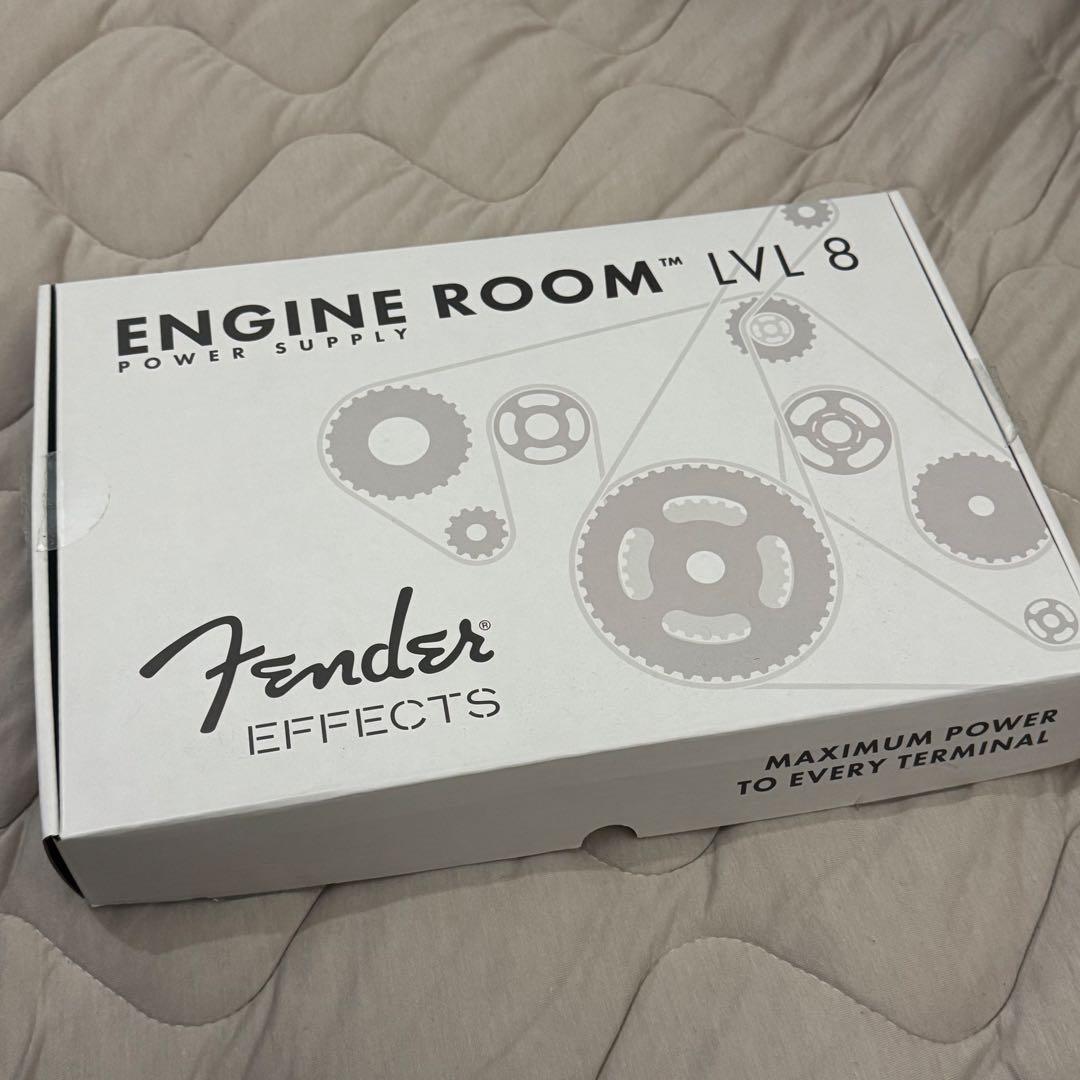 ENGINE ROOM™ LVL 8
POWER SUPPLY
Fender®
EFFECTS
MAXIMUM POWER
TO EVERY TERMINAL